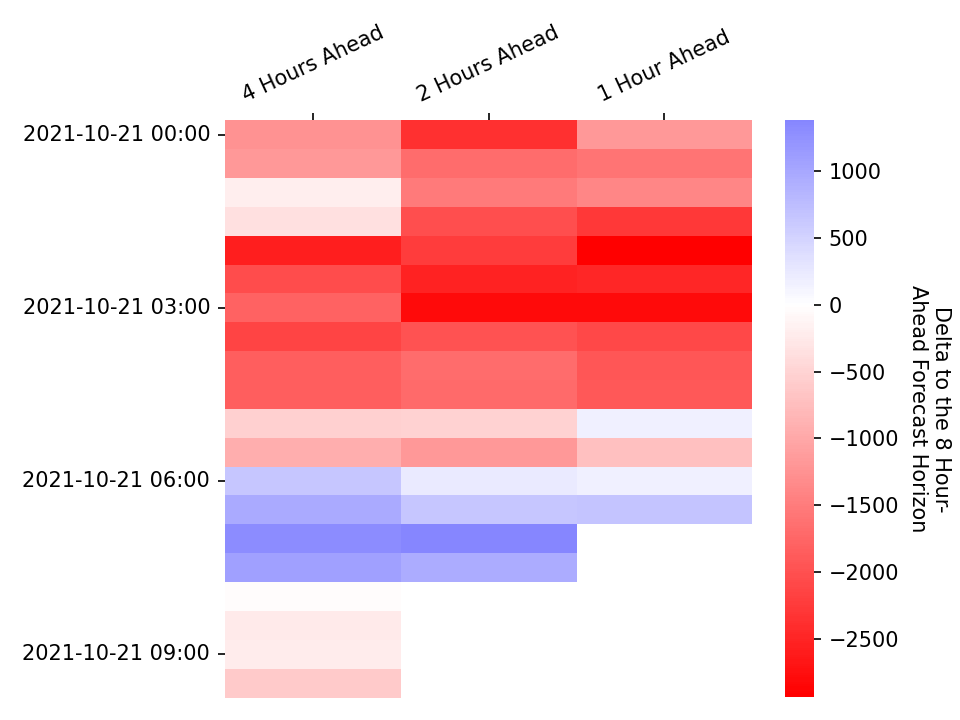 4 Hours Ahead
2 Hours Ahead
1 Hour Ahead
2021-10-21 00:00
2021-10-21 03:00
2021-10-21 06:00
2021-10-21 09:00
1000
500
0
−500
−1000
−1500
−2000
−2500
Delta to the 8 Hour-
Ahead Forecast Horizon